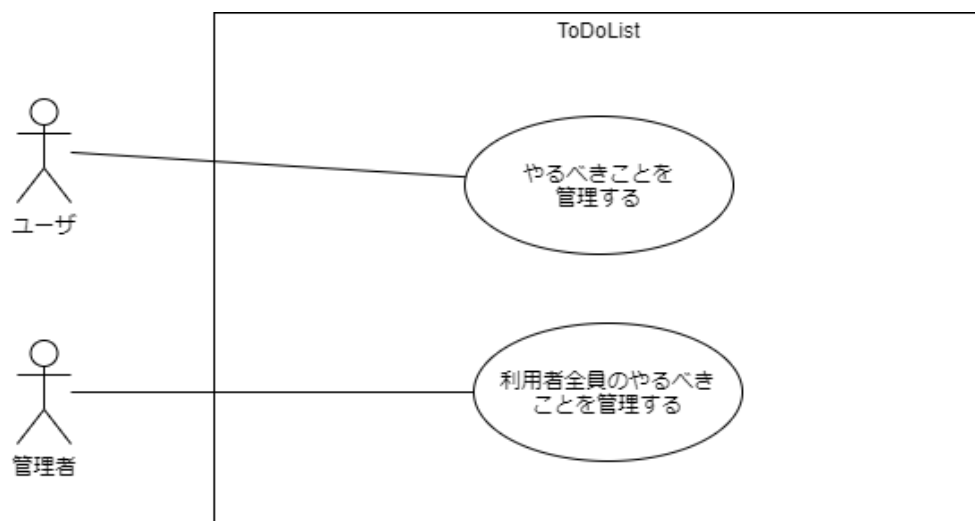 ToDoList
やるべきことを
管理する
ユーザ
利用者全員のやるべき
ことを管理する
管理者